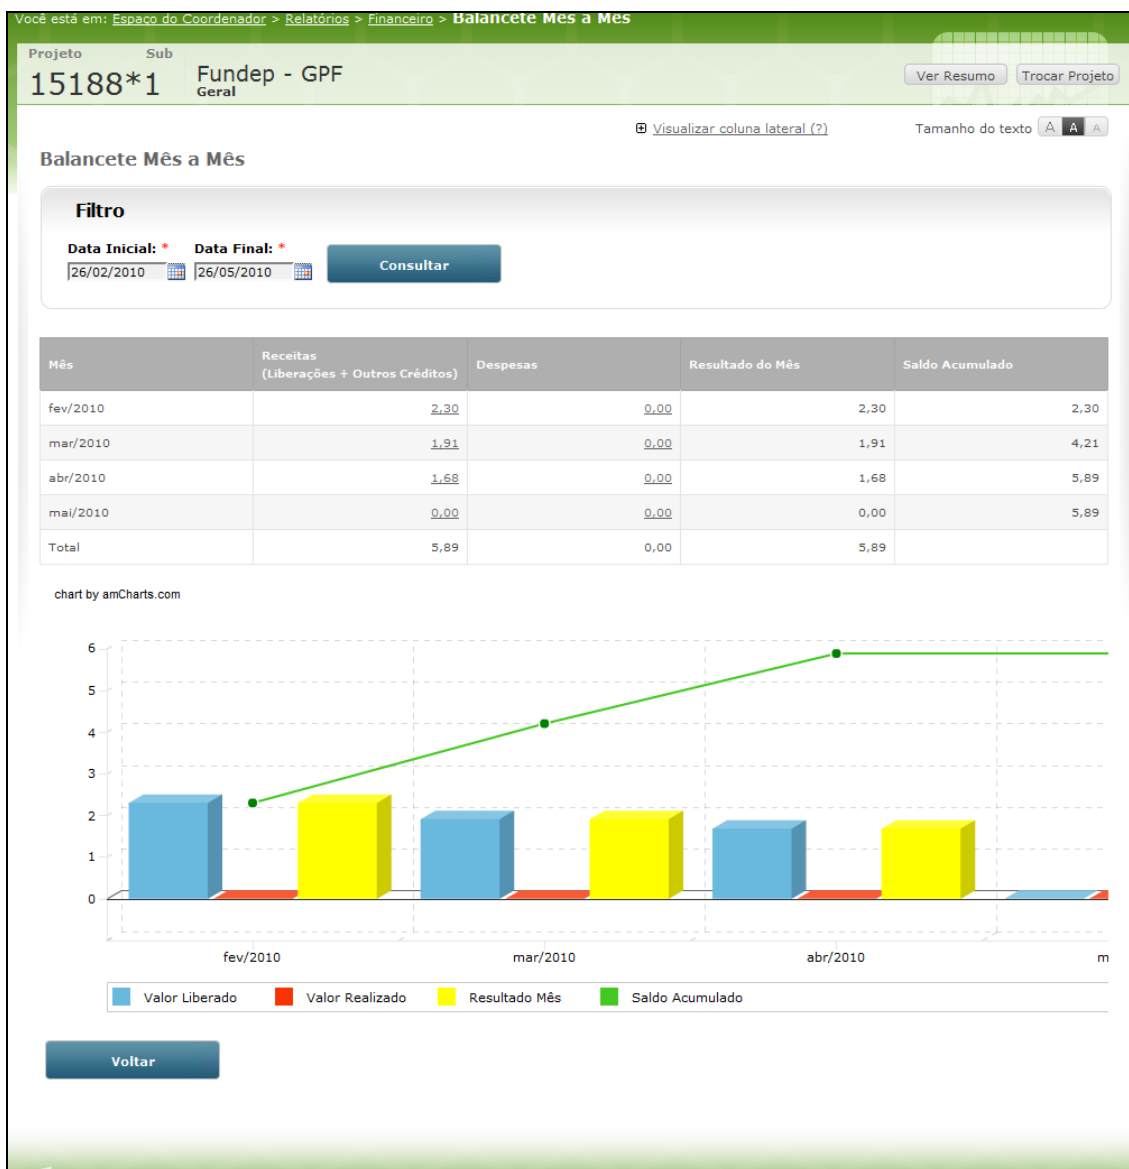 Você está em: Espaço do Coordenador > Relatórios > Financeiro > Balancete Mês a Mês
Projeto Sub
15188*1 Fundep - GPF
Geral
Ver Resumo Trocar Projeto
Visualizar coluna lateral (?) Tamanho do texto A A A
Balancete Mês a Mês
Filtro
Data Inicial: * Data Final: *
26/02/2010 26/05/2010 Consultar
Mês Receitas (Liberações + Outros Créditos) Despesas Resultado do Mês Saldo Acumulado
fev/2010 2,30 0,00 2,30 2,30
mar/2010 1,91 0,00 1,91 4,21
abr/2010 1,68 0,00 1,68 5,89
mai/2010 0,00 0,00 0,00 5,89
Total 5,89 0,00 5,89
chart by amCharts.com
6
5
4
3
2
1
0
fev/2010 mar/2010 abr/2010 m
Valor Liberado Valor Realizado Resultado Mês Saldo Acumulado
Voltar